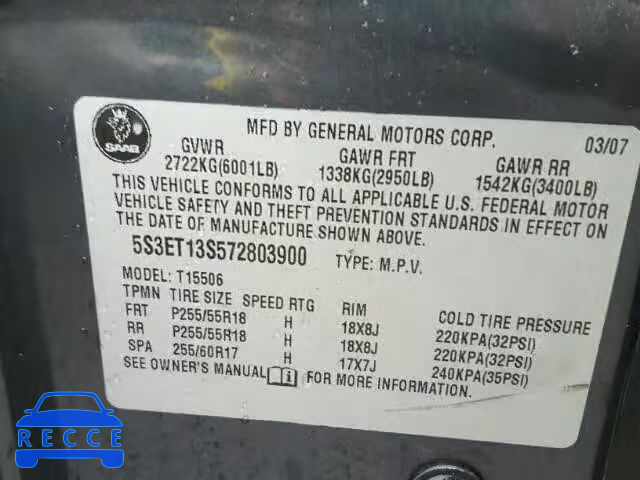 SAAB
MFD BY GENERAL MOTORS CORP. 03/07
GVWR GAWR FRT GAWR RR
2722KG(6001LB) 1338KG(2950LB) 1542KG(3400LB)
THIS VEHICLE CONFORMS TO ALL APPLICABLE U.S. FEDERAL MOTOR
VEHICLE SAFETY AND THEFT PREVENTION STANDARDS IN EFFECT ON
THE DATE OF MANUFACTURE SHOWN ABOVE.
5S3ET13S572803900 TYPE: M.P.V.
MODEL: T15506
TPMN TIRE SIZE SPEED RTG RIM COLD TIRE PRESSURE
FRT P255/55R18 H 18X8J 220KPA(32PSI)
RR P255/55R18 H 18X8J 220KPA(32PSI)
SPA 255/60R17 H 17X7J 240KPA(35PSI)
SEE OWNER'S MANUAL FOR MORE INFORMATION.
RECCE